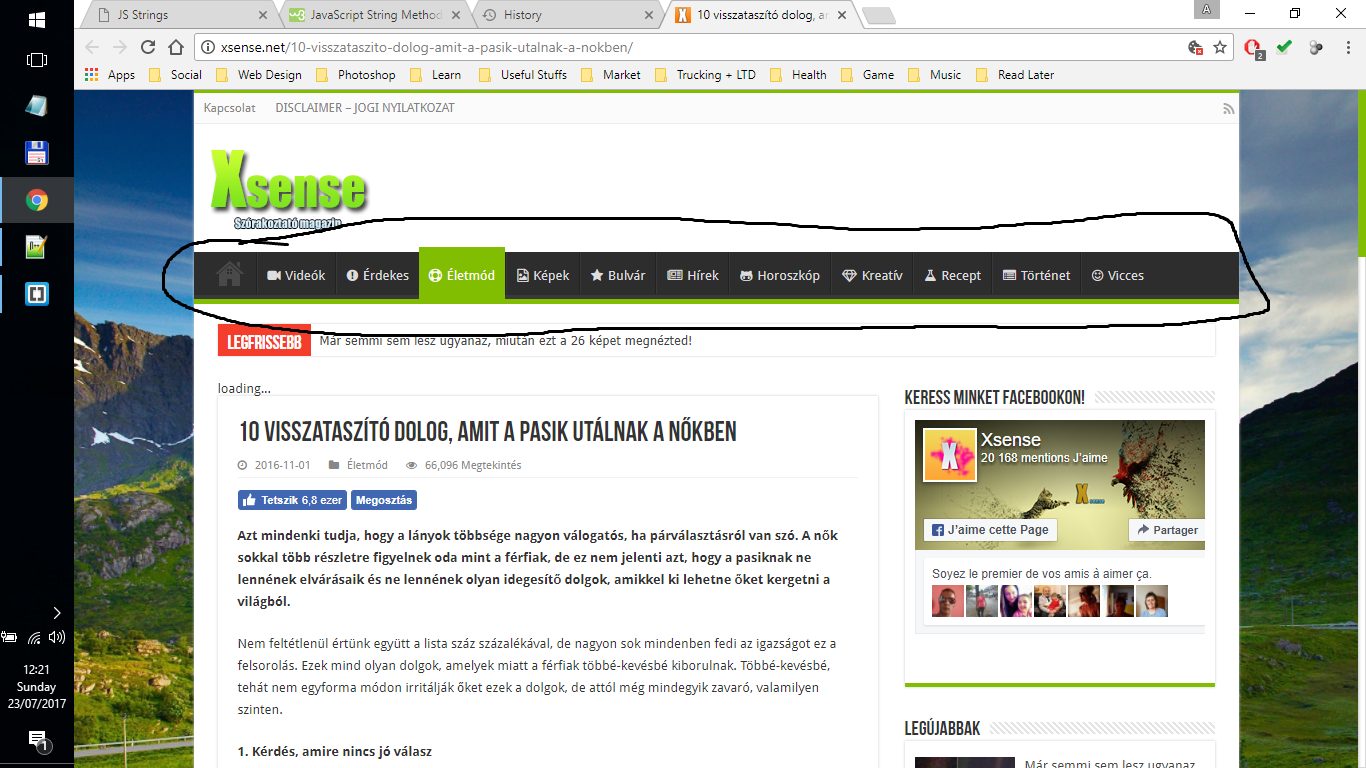 JS Strings
JavaScript String Method
History
10 visszataszító dolog, an
A
xsense.net/10-visszataszito-dolog-amit-a-pasik-utalnak-a-nokben/
2
Apps Social Web Design Photoshop Learn Useful Stuffs Market Trucking + LTD Health Game Music Read Later
Kapcsolat DISCLAIMER – JOGI NYILATKOZAT
Xsense
Szórakoztató magazin
Videók Érdekes Életmód Képek Bulvár Hírek Horoszkóp Kreatív Recept Történet Vicces
LEGFRISSEBB Már semmi sem lesz ugyanaz, miután ezt a 26 képet megnézted!
loading...
10 VISSZATASZÍTÓ DOLOG, AMIT A PASIK UTÁLNAK A NŐKBEN
2016-11-01 Életmód 66,096 Megtekintés
Tetszik 6,8 ezer Megosztás
Azt mindenki tudja, hogy a lányok többsége nagyon válogatós, ha párválasztásról van szó. A nők
sokkal több részletre figyelnek oda mint a férfiak, de ez nem jelenti azt, hogy a pasiknak ne
lennének elvárásaik és ne lennének olyan idegesítő dolgok, amikkel ki lehetne őket kergetni a
világból.
Nem feltétlenül értünk együtt a lista száz százalékával, de nagyon sok mindenben fedi az igazságot ez a
felsorolás. Ezek mind olyan dolgok, amelyek miatt a férfiak többé-kevésbé kiborulnak. Többé-kevésbé,
tehát nem egyforma módon irritálják őket ezek a dolgok, de attól még mindegyik zavaró, valamilyen
szinten.
1. Kérdés, amire nincs jó válasz
KERESS MINKET FACEBOOKON!
X
Xsense
20 168 mentions J'aime
Xsense
J'aime cette Page
Partager
Soyez le premier de vos amis à aimer ça.
LEGÚJABBAK
Már semmi sem lesz ugyanaz,
12:21
Sunday
23/07/2017
1